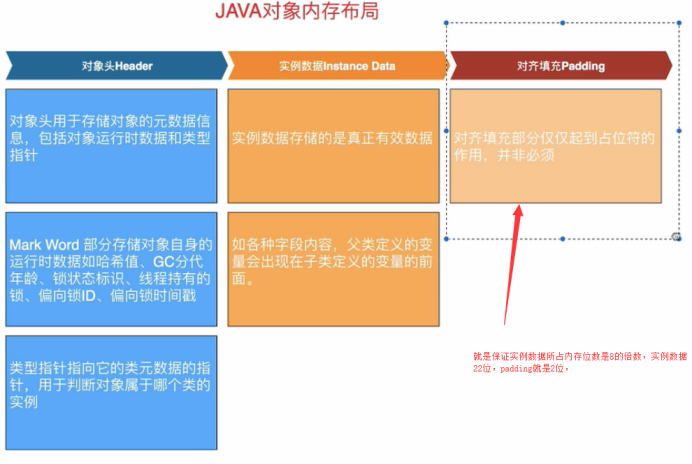 JAVA对象内存布局
对象头Header
实例数据Instance Data
对齐填充Padding
对象头用于存储对象的元数据信
息，包括对象运行时数据和类型
指针
实例数据存储的是真正有效数据
对齐填充部分仅仅起到占位符的
作用，并非必须
Mark Word 部分存储对象自身的
运行时数据如哈希值、GC分代
年龄、锁状态标识、线程持有的
锁、偏向锁ID、偏向锁时间戳
如各种字段内容，父类定义的变
量会出现在子类定义的变量的前
面。
类型指针指向它的类元数据的指
针，用于判断对象属于哪个类的
实例
就是保证实例数据所占内存位数是8的倍数，实例数据
22位，padding就是2位，